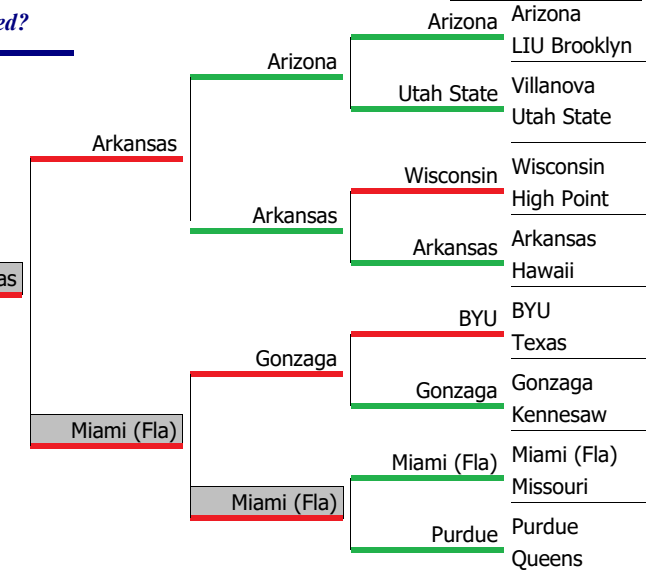 ed?
Arizona
LIU Brooklyn
Villanova
Utah State
Wisconsin
High Point
Arkansas
Hawaii
BYU
Texas
Gonzaga
Kennesaw
Miami (Fla)
Missouri
Purdue
Queens
Arizona
Utah State
Wisconsin
Arkansas
BYU
Gonzaga
Miami (Fla)
Purdue
Arizona
Arkansas
Gonzaga
Miami (Fla)
Arkansas
Miami (Fla)
as